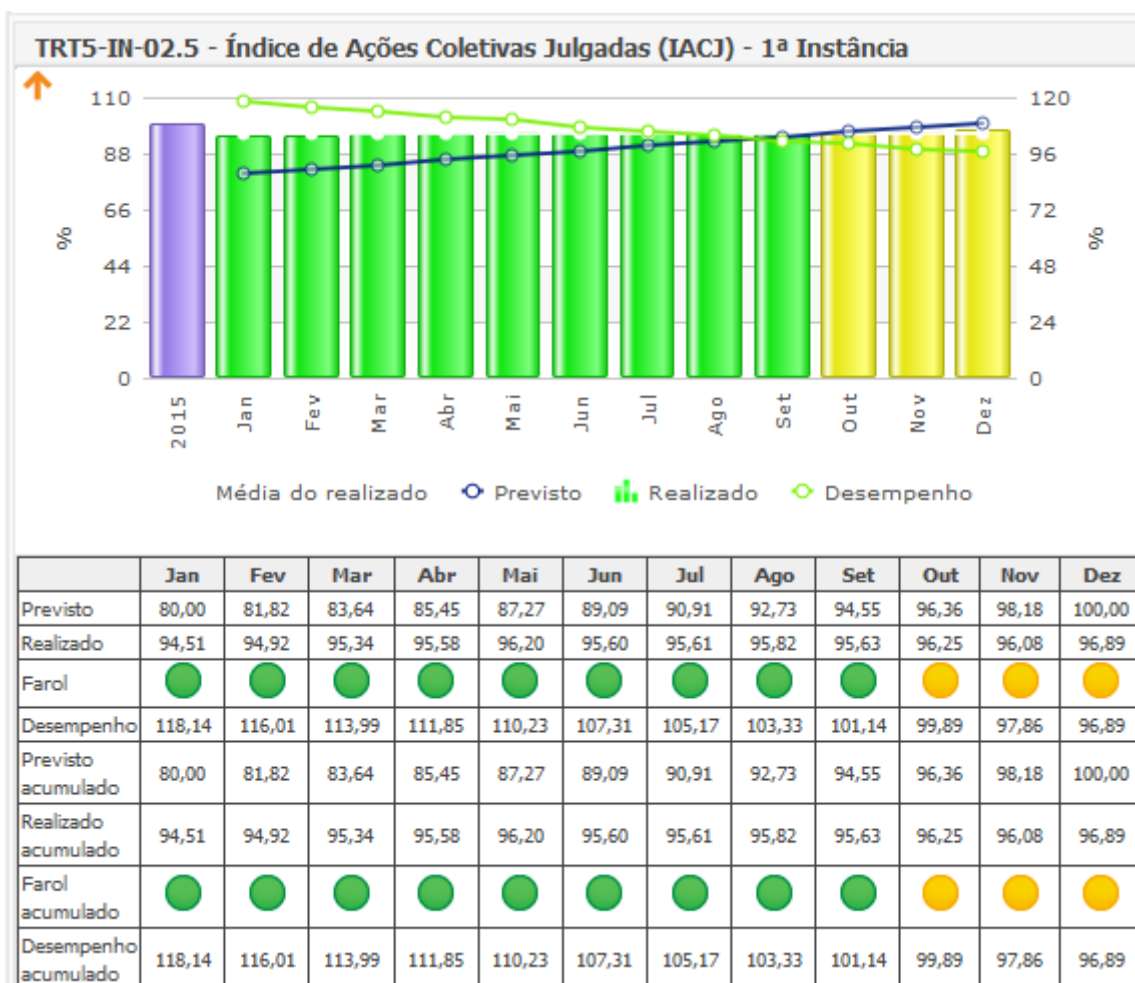 TRT5-IN-02.5 - Índice de Ações Coletivas Julgadas (IACJ) - 1ª Instância
110 120
88 96
66 72
% %
44 48
22 24
0 0
2015 Jan Fev Mar Abr Mai Jun Jul Ago Set Out Nov Dez
Média do realizado Previsto Realizado Desempenho
Jan Fev Mar Abr Mai Jun Jul Ago Set Out Nov Dez
Previsto 80,00 81,82 83,64 85,45 87,27 89,09 90,91 92,73 94,55 96,36 98,18 100,00
Realizado 94,51 94,92 95,34 95,58 96,20 95,60 95,61 95,82 95,63 96,25 96,08 96,89
Farol
Desempenho 118,14 116,01 113,99 111,85 110,23 107,31 105,17 103,33 101,14 99,89 97,86 96,89
Previsto
acumulado 80,00 81,82 83,64 85,45 87,27 89,09 90,91 92,73 94,55 96,36 98,18 100,00
Realizado
acumulado 94,51 94,92 95,34 95,58 96,20 95,60 95,61 95,82 95,63 96,25 96,08 96,89
Farol
acumulado
Desempenho
acumulado 118,14 116,01 113,99 111,85 110,23 107,31 105,17 103,33 101,14 99,89 97,86 96,89